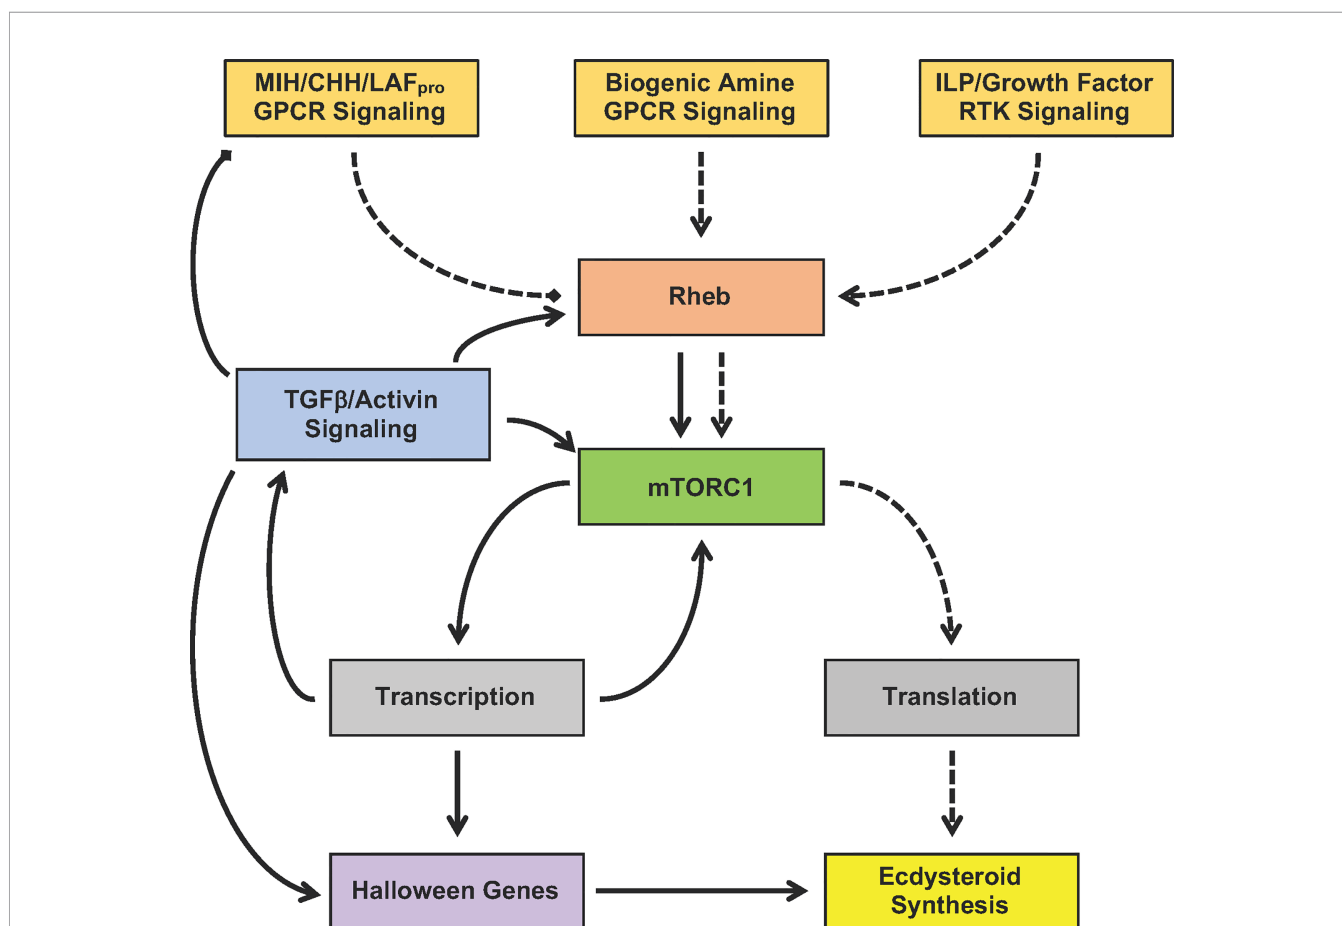 MIH/CHH/LAFpro
GPCR Signaling
Biogenic Amine
GPCR Signaling
ILP/Growth Factor
RTK Signaling
Rheb
TGFβ/Activin
Signaling
mTORC1
Transcription
Translation
Halloween Genes
Ecdysteroid
Synthesis